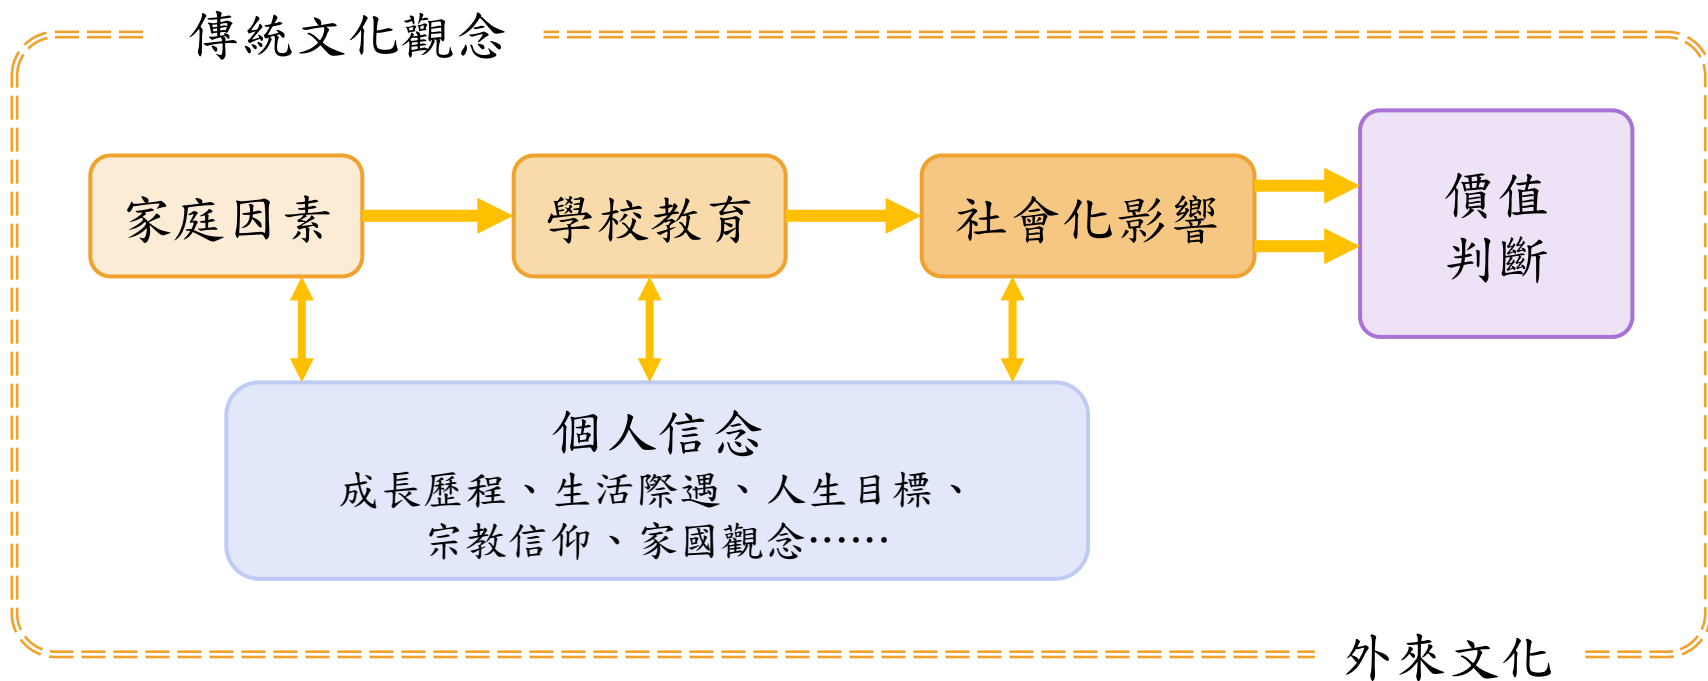 傳統文化觀念
家庭因素
學校教育
社會化影響
價值
判斷
個人信念
成長歷程、生活際遇、人生目標、
宗教信仰、家國觀念⋯⋯
外來文化